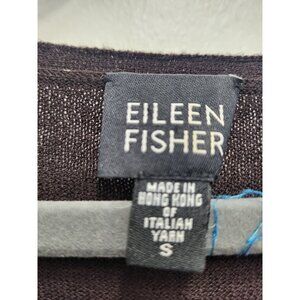 EILEEN
FISHER
MADE IN
HONG KONG
OF
ITALIAN
YARN
S